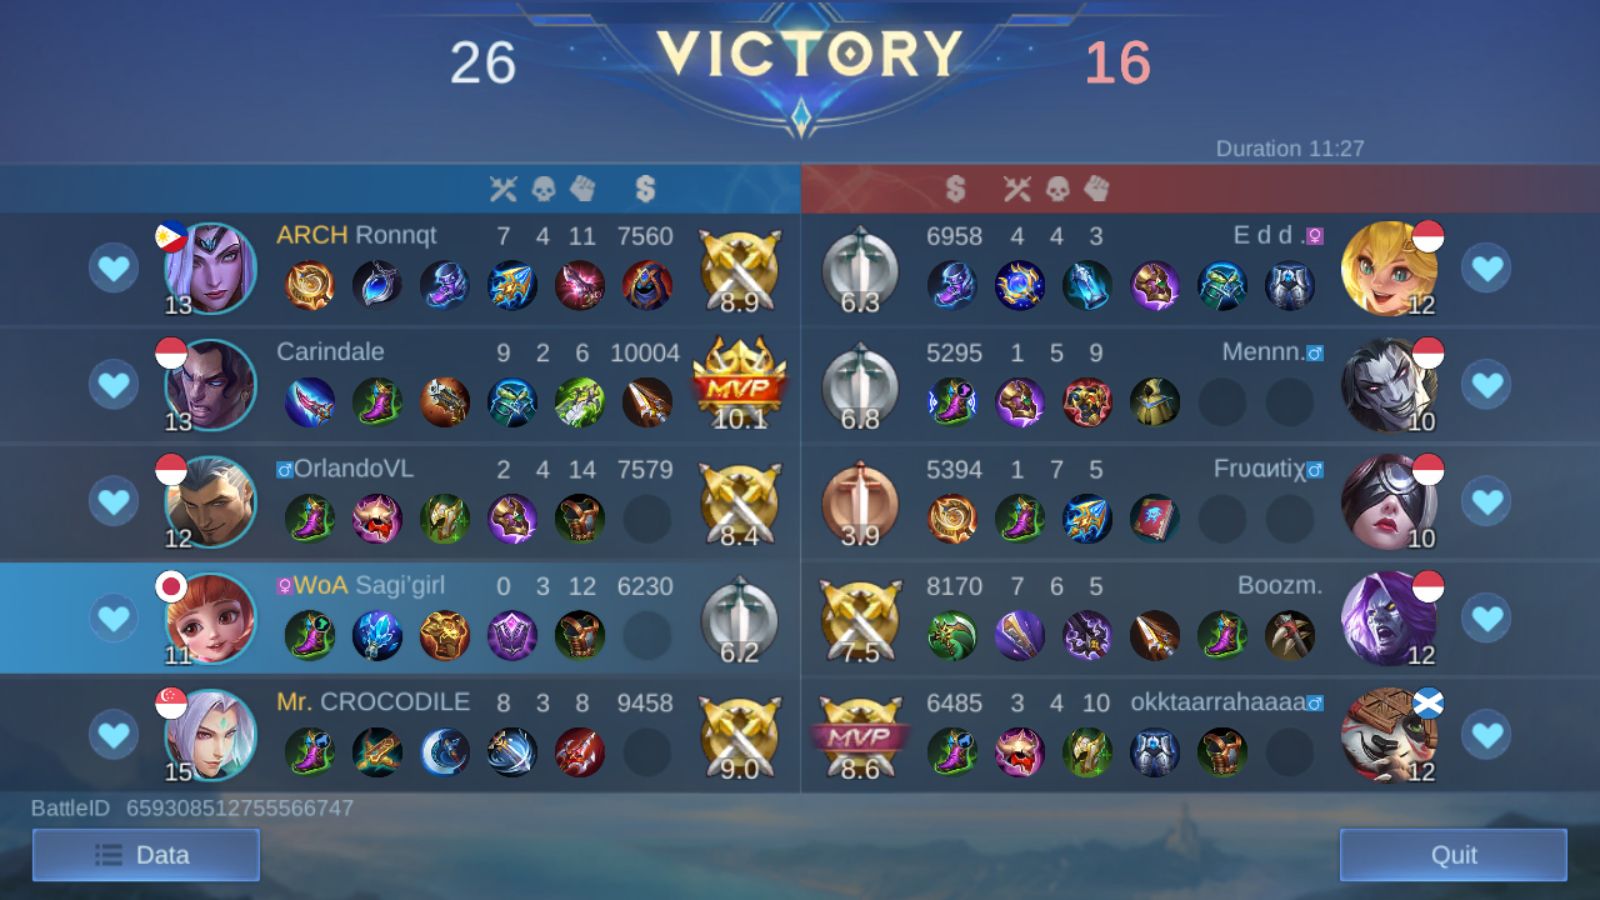 26 VICTORY 16
Duration 11:27
ARCH Ronnqt 7 4 11 7560
13 8.9
6958 4 4 3 E d d .
6.3 12
Carindale 9 2 6 10004
13 MVP 10.1
5295 1 5 9 Mennn.
6.8 10
OrlandoVL 2 4 14 7579
12 8.4
5394 1 7 5 Frυαиtiχ
3.9 10
WoA Sagi'girl 0 3 12 6230
11 6.2
8170 7 6 5 Boozm.
7.5 12
Mr. CROCODILE 8 3 8 9458
15 9.0
6485 3 4 10 okktaarrahaaaa
MVP 8.6 12
BattleID 659308512755566747
Data Quit